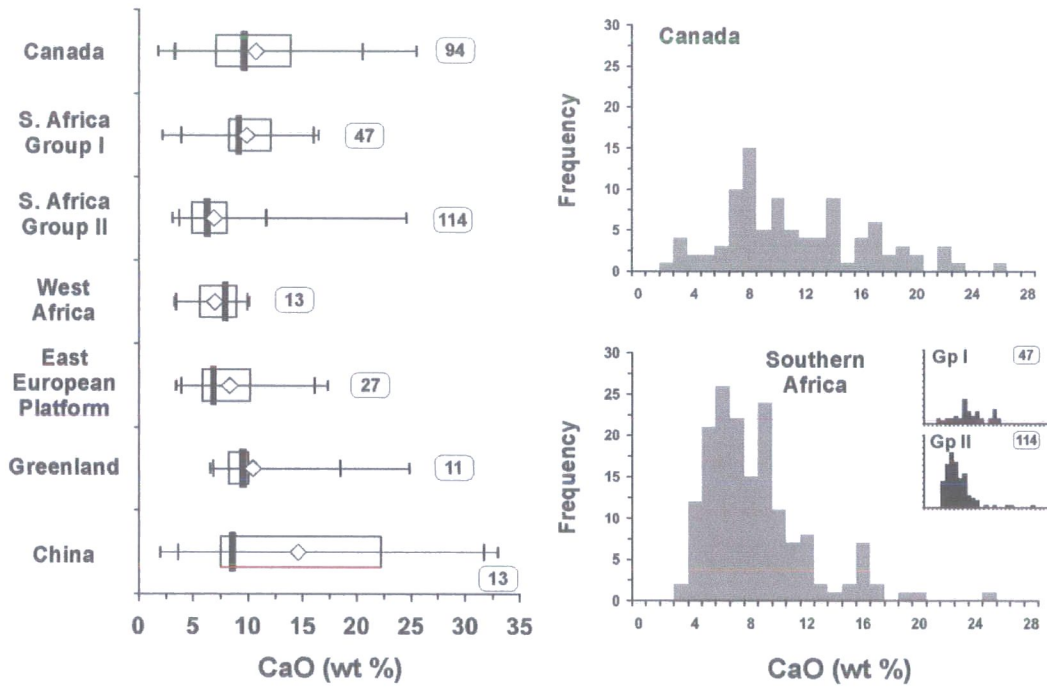 Canada
94
S. Africa
Group I
47
S. Africa
Group II
114
West
Africa
13
East
European
Platform
27
Greenland
11
China
13
0 5 10 15 20 25 30 35
CaO (wt %)
Canada
Frequency
30
25
20
15
10
5
0
0 4 8 12 16 20 24 28
Southern
Africa
Frequency
30
25
20
15
10
5
0
0 4 8 12 16 20 24 28
CaO (wt %)
Gp I 47
Gp II 114